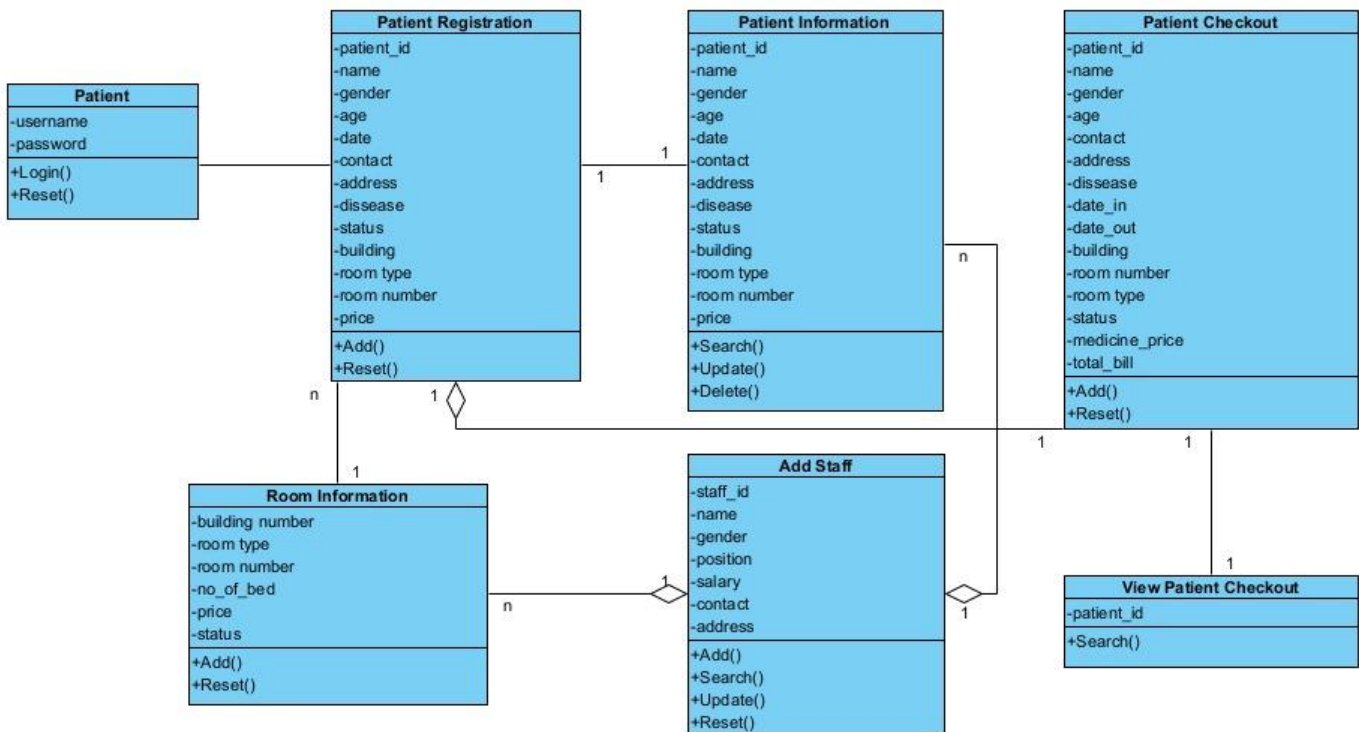 Patient
-username
-password
+Login()
+Reset()
Patient Registration
-patient_id
-name
-gender
-age
-date
-contact
-address
-dissease
-status
-building
-room type
-room number
-price
+Add()
+Reset()
1
1
Patient Information
-patient_id
-name
-gender
-age
-date
-contact
-address
-disease
-status
-building
-room type
-room number
-price
+Search()
+Update()
+Delete()
n
Patient Checkout
-patient_id
-name
-gender
-age
-contact
-address
-dissease
-date_in
-date_out
-building
-room number
-room type
-status
-medicine_price
-total_bill
+Add()
+Reset()
n
1
1
1
1
Room Information
-building number
-room type
-room number
-no_of_bed
-price
-status
+Add()
+Reset()
n
1
Add Staff
-staff_id
-name
-gender
-position
-salary
-contact
-address
+Add()
+Search()
+Update()
+Reset()
1
1
View Patient Checkout
-patient_id
+Search()